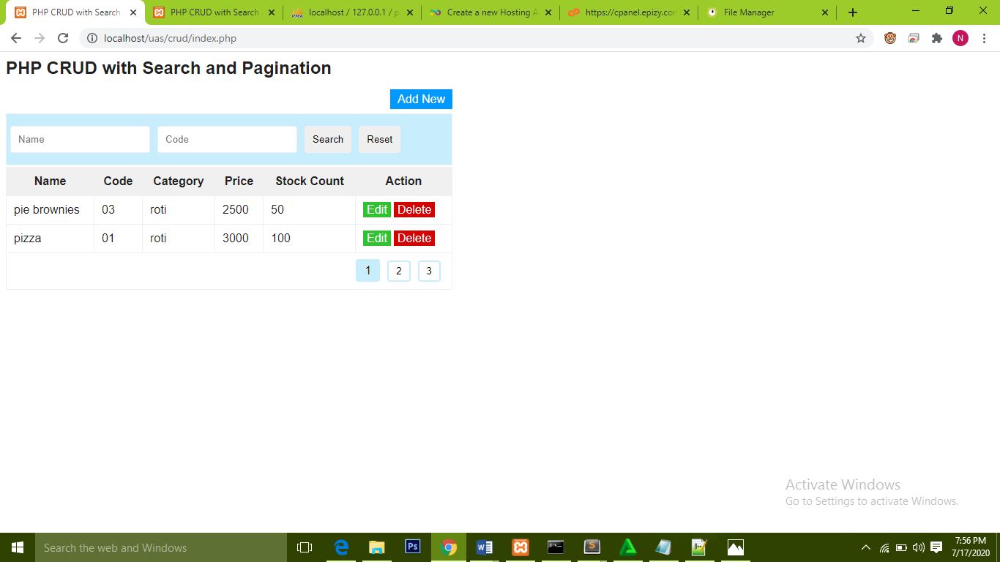 PHP CRUD with Search
PHP CRUD with Search
localhost / 127.0.0.1 / p
Create a new Hosting A
https://cpanel.epizy.con
File Manager
localhost/uas/crud/index.php
N
PHP CRUD with Search and Pagination
Add New
Name Code Search Reset
Name Code Category Price Stock Count Action
pie brownies 03 roti 2500 50 Edit Delete
pizza 01 roti 3000 100 Edit Delete
1 2 3
Activate Windows
Go to Settings to activate Windows.
Search the web and Windows
Ps
7:56 PM
7/17/2020